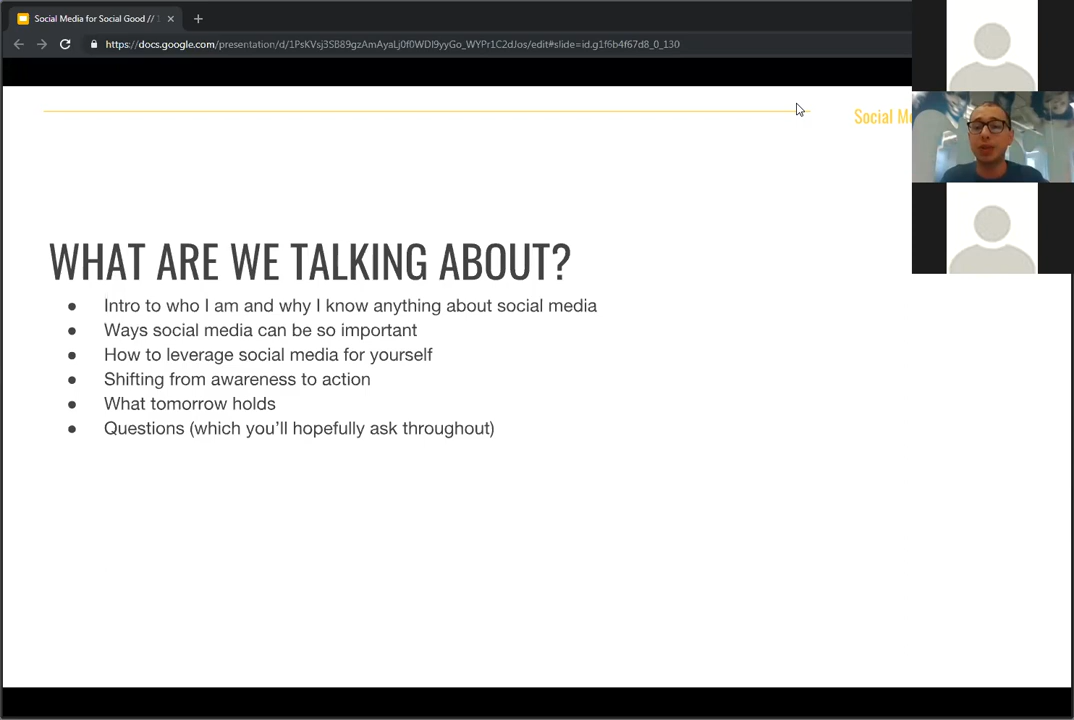 Social Media for Social Good // 1
https://docs.google.com/presentation/d/1PsKVsj3SB89gzAmAyaLj0f0WDI9yyGo_WYPr1C2dJos/edit#slide=id.g1f6b4f67d8_0_130
Social
WHAT ARE WE TALKING ABOUT?
● Intro to who I am and why I know anything about social media
● Ways social media can be so important
● How to leverage social media for yourself
● Shifting from awareness to action
● What tomorrow holds
● Questions (which you’ll hopefully ask throughout)